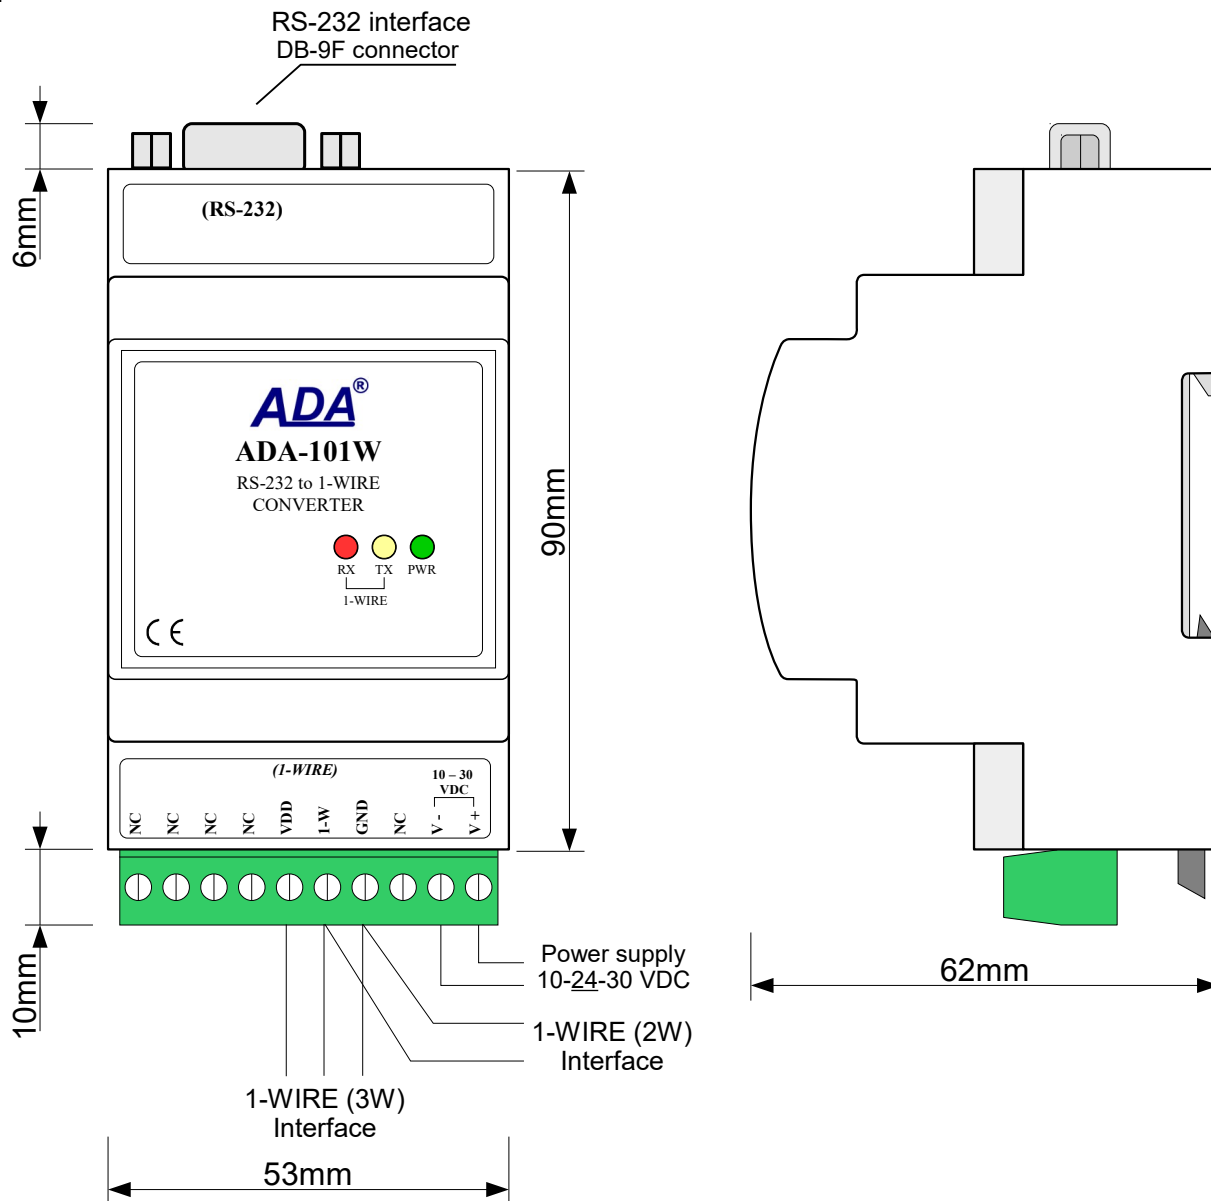 RS-232 interface
DB-9F connector
6mm
(RS-232)
ADA®
ADA-101W
RS-232 to 1-WIRE
CONVERTER
RX TX PWR
1-WIRE
CE
90mm
(1-WIRE)
10 – 30
VDC
NC NC NC NC VDD 1-W GND NC V - V +
10mm
Power supply
10-24-30 VDC
1-WIRE (2W)
Interface
1-WIRE (3W)
Interface
53mm
62mm